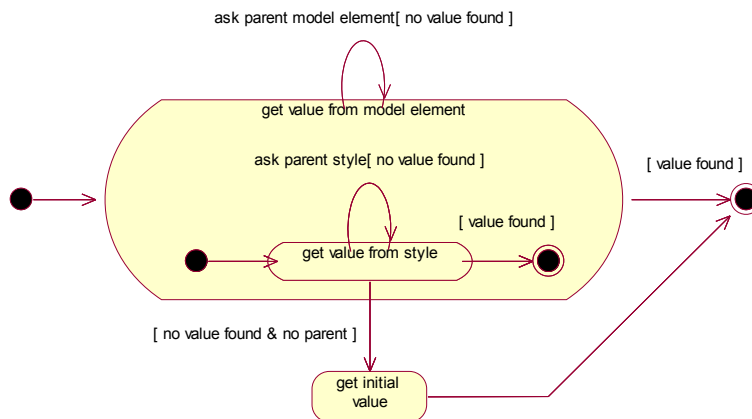 ask parent model element[ no value found ]
get value from model element
ask parent style[ no value found ]
[ value found ]
[ value found ]
get value from style
[ no value found & no parent ]
get initial
value